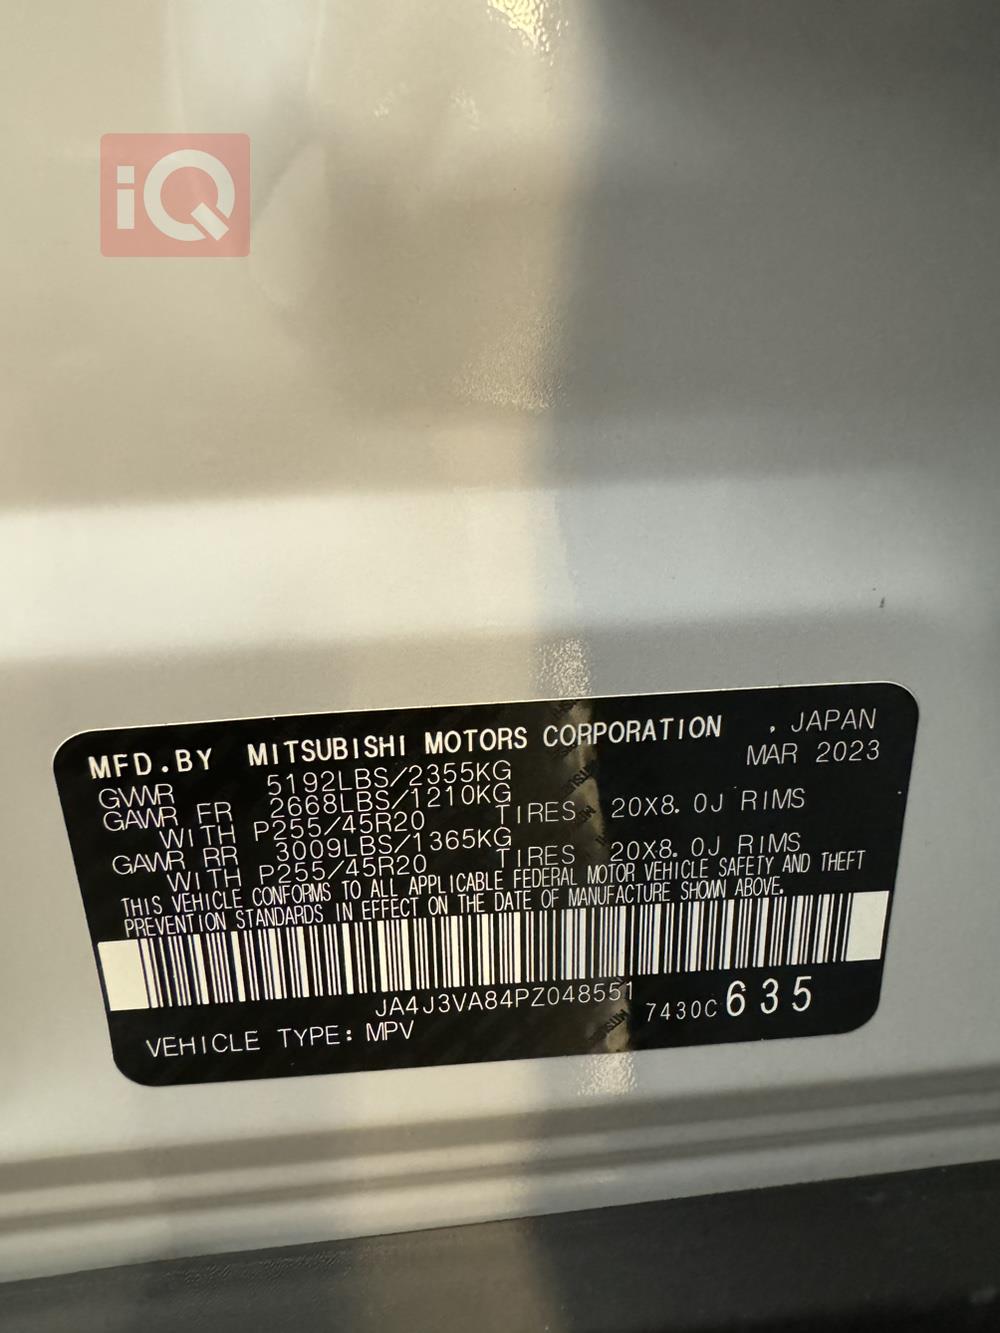 iQ
MFD.BY MITSUBISHI MOTORS CORPORATION , JAPAN
MAR 2023
GVWR 5192LBS/2355KG
GAWR FR 2668LBS/1210KG
WITH P255/45R20 TIRES 20X8.0J RIMS
GAWR RR 3009LBS/1365KG
WITH P255/45R20 TIRES 20X8.0J RIMS
THIS VEHICLE CONFORMS TO ALL APPLICABLE FEDERAL MOTOR VEHICLE SAFETY AND THEFT
PREVENTION STANDARDS IN EFFECT ON THE DATE OF MANUFACTURE SHOWN ABOVE.
JA4J3VA84PZ048551 7430C 635
VEHICLE TYPE: MPV